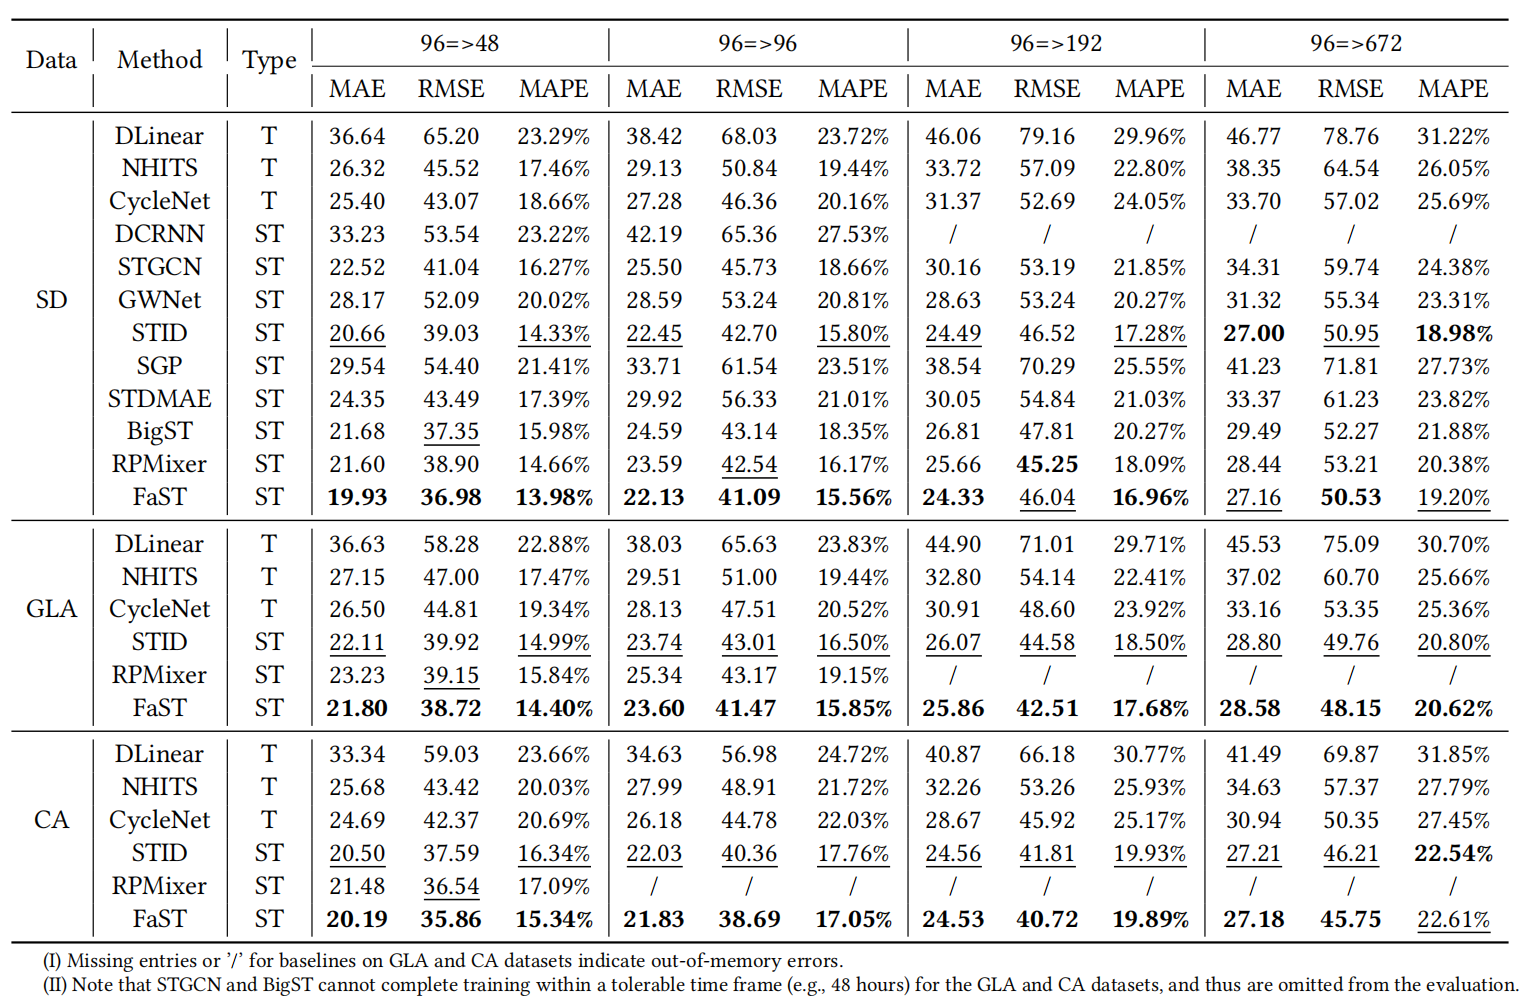 Data Method Type 96=>48 96=>96 96=>192 96=>672
MAE RMSE MAPE MAE RMSE MAPE MAE RMSE MAPE MAE RMSE MAPE
DLinear T 36.64 65.20 23.29% 38.42 68.03 23.72% 46.06 79.16 29.96% 46.77 78.76 31.22%
NHITS T 26.32 45.52 17.46% 29.13 50.84 19.44% 33.72 57.09 22.80% 38.35 64.54 26.05%
CycleNet T 25.40 43.07 18.66% 27.28 46.36 20.16% 31.37 52.69 24.05% 33.70 57.02 25.69%
DCRNN ST 33.23 53.54 23.22% 42.19 65.36 27.53% / / / / / /
STGCN ST 22.52 41.04 16.27% 25.50 45.73 18.66% 30.16 53.19 21.85% 34.31 59.74 24.38%
SD GWNet ST 28.17 52.09 20.02% 28.59 53.24 20.81% 28.63 53.24 20.27% 31.32 55.34 23.31%
STID ST 20.66 39.03 14.33% 22.45 42.70 15.80% 24.49 46.52 17.28% 27.00 50.95 18.98%
SGP ST 29.54 54.40 21.41% 33.71 61.54 23.51% 38.54 70.29 25.55% 41.23 71.81 27.73%
STDMAE ST 24.35 43.49 17.39% 29.92 56.33 21.01% 30.05 54.84 21.03% 33.37 61.23 23.82%
BigST ST 21.68 37.35 15.98% 24.59 43.14 18.35% 26.81 47.81 20.27% 29.49 52.27 21.88%
RPMixer ST 21.60 38.90 14.66% 23.59 42.54 16.17% 25.66 45.25 18.09% 28.44 53.21 20.38%
FaST ST 19.93 36.98 13.98% 22.13 41.09 15.56% 24.33 46.04 16.96% 27.16 50.53 19.20%
DLinear T 36.63 58.28 22.88% 38.03 65.63 23.83% 44.90 71.01 29.71% 45.53 75.09 30.70%
NHITS T 27.15 47.00 17.47% 29.51 51.00 19.44% 32.80 54.14 22.41% 37.02 60.70 25.66%
GLA CycleNet T 26.50 44.81 19.34% 28.13 47.51 20.52% 30.91 48.60 23.92% 33.16 53.35 25.36%
STID ST 22.11 39.92 14.99% 23.74 43.01 16.50% 26.07 44.58 18.50% 28.80 49.76 20.80%
RPMixer ST 23.23 39.15 15.84% 25.34 43.17 19.15% / / / / / /
FaST ST 21.80 38.72 14.40% 23.60 41.47 15.85% 25.86 42.51 17.68% 28.58 48.15 20.62%
DLinear T 33.34 59.03 23.66% 34.63 56.98 24.72% 40.87 66.18 30.77% 41.49 69.87 31.85%
NHITS T 25.68 43.42 20.03% 27.99 48.91 21.72% 32.26 53.26 25.93% 34.63 57.37 27.79%
CA CycleNet T 24.69 42.37 20.69% 26.18 44.78 22.03% 28.67 45.92 25.17% 30.94 50.35 27.45%
STID ST 20.50 37.59 16.34% 22.03 40.36 17.76% 24.56 41.81 19.93% 27.21 46.21 22.54%
RPMixer ST 21.48 36.54 17.09% / / / / / / / / /
FaST ST 20.19 35.86 15.34% 21.83 38.69 17.05% 24.53 40.72 19.89% 27.18 45.75 22.61%
(I) Missing entries or '/' for baselines on GLA and CA datasets indicate out-of-memory errors.
(II) Note that STGCN and BigST cannot complete training within a tolerable time frame (e.g., 48 hours) for the GLA and CA datasets, and thus are omitted from the evaluation.